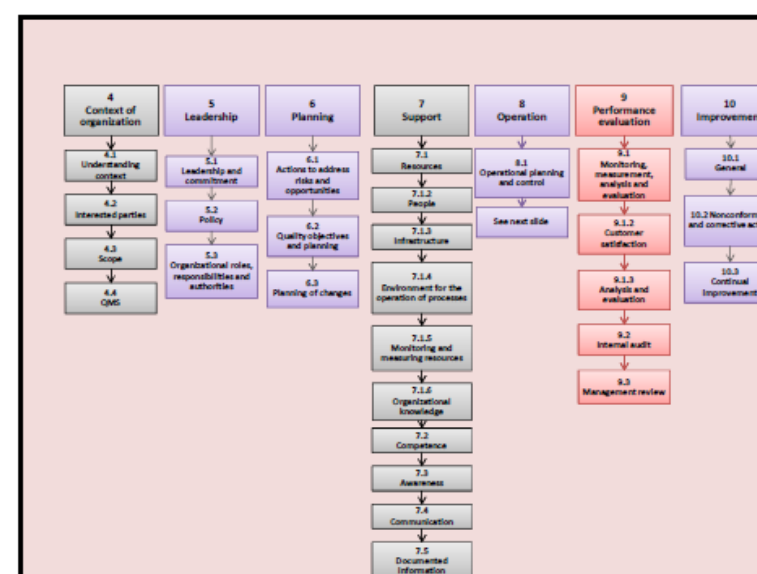 4
Context of
organization
4.1
Understanding
context
4.2
Interested parties
4.3
Scope
4.4
QMS
5
Leadership
5.1
Leadership and
commitment
5.2
Policy
5.3
Organizational roles,
responsibilities and
authorities
6
Planning
6.1
Actions to address
risks and
opportunities
6.2
Quality objectives
and planning
6.3
Planning of changes
7
Support
7.1
Resources
7.1.2
People
7.1.3
Infrastructure
7.1.4
Environment for the
operation of processes
7.1.5
Monitoring and
measuring resources
7.1.6
Organizational
knowledge
7.2
Competence
7.3
Awareness
7.4
Communication
7.5
Documented
Information
8
Operation
8.1
Operational planning
and control
See next slide
9
Performance
evaluation
9.1
Monitoring,
measurement,
analysis and
evaluation
9.1.2
Customer
satisfaction
9.1.3
Analysis and
evaluation
9.2
Internal audit
9.3
Management review
10
Improvemen
10.1
General
10.2 Nonconform
and corrective act
10.3
Continual
Improvement